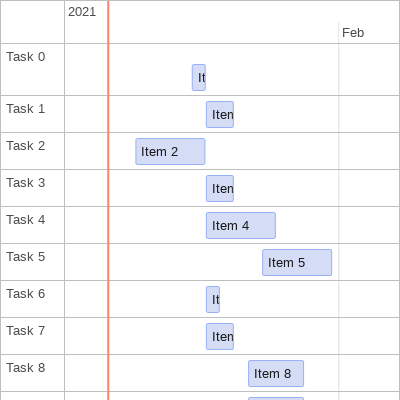 2021
Feb
Task 0
It
Task 1
Item
Task 2
Item 2
Task 3
Item
Task 4
Item 4
Task 5
Item 5
Task 6
It
Task 7
Item
Task 8
Item 8